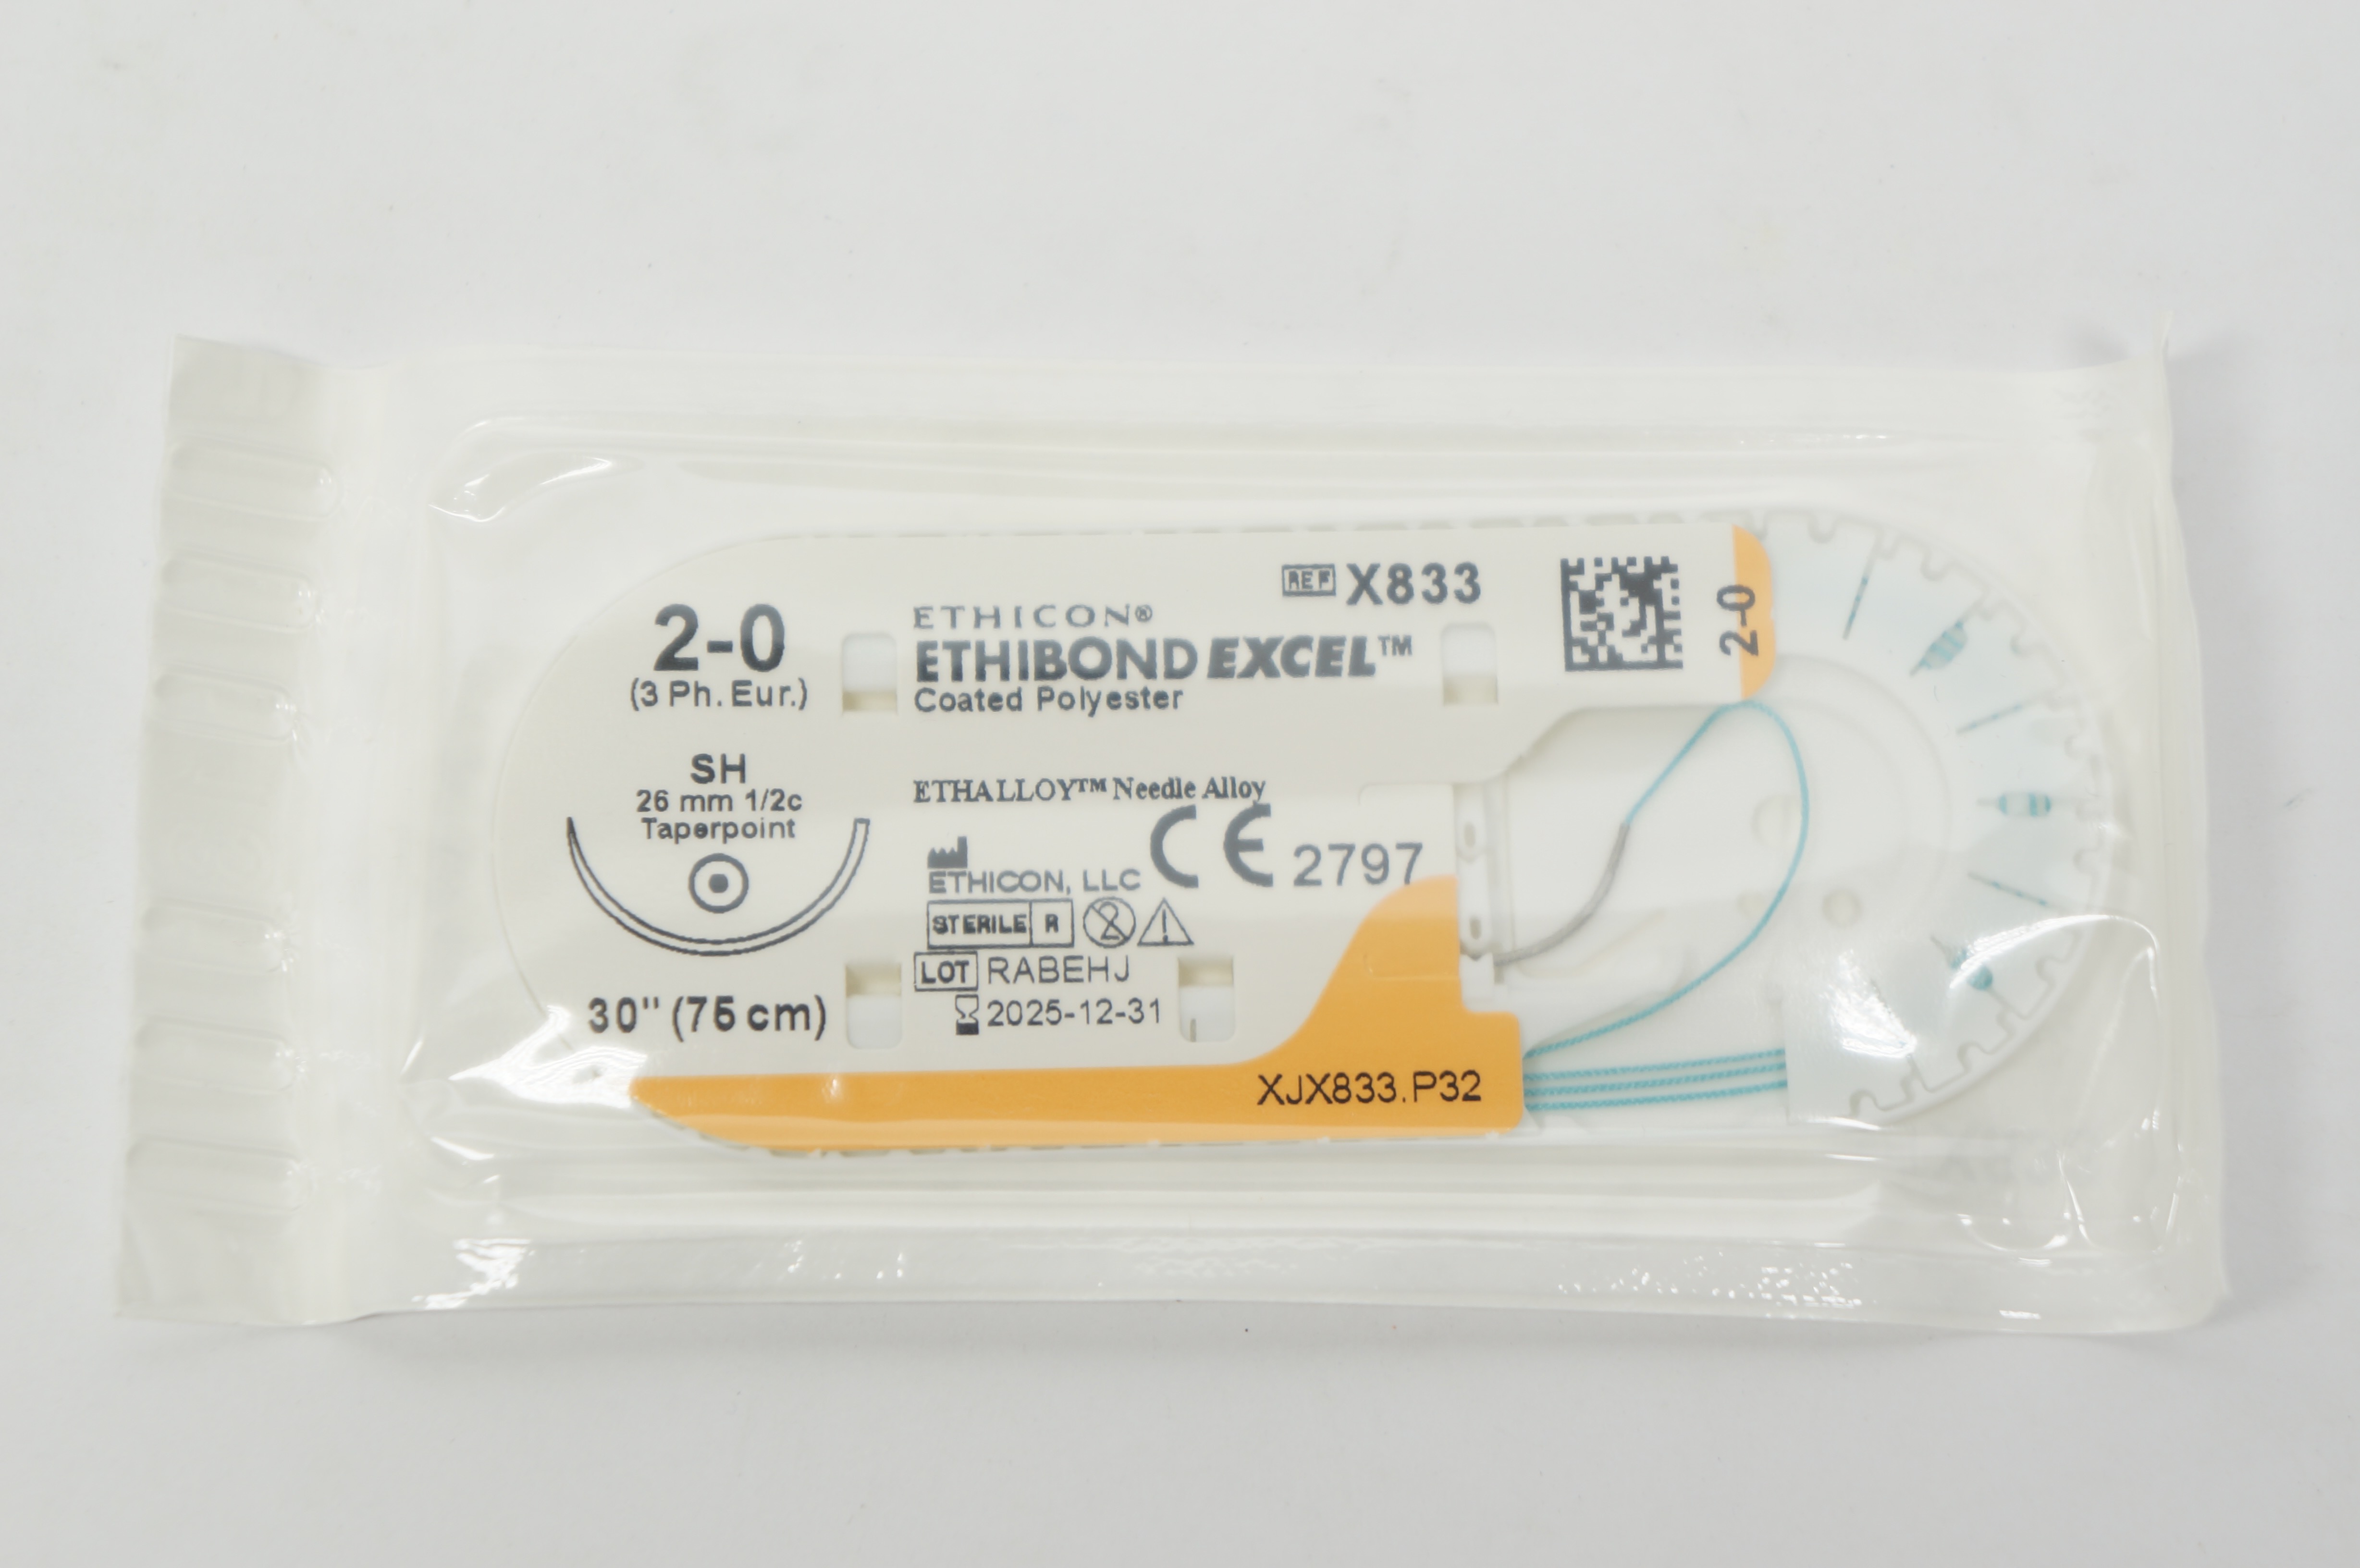 REF X833
ETHICON®
ETHIBOND EXCEL™
Coated Polyester
2-0
(3 Ph. Eur.)
2-0
SH
26 mm 1/2c
Taperpoint
30" (75 cm)
ETHALLOY™ Needle Alloy
CE 2797
ETHICON, LLC
STERILE R 2
LOT RABEHJ
2025-12-31
XJX833.P32